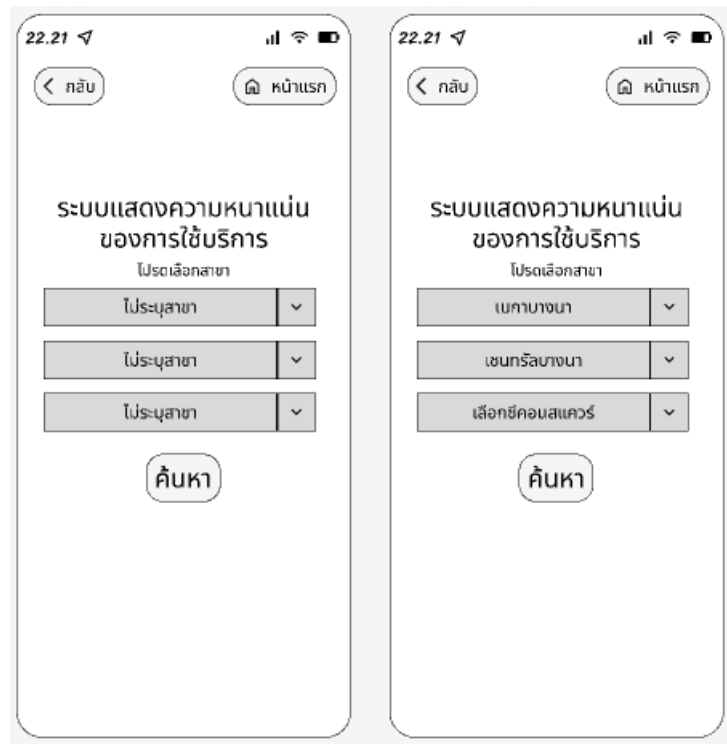 22.21
กลับ
หน้าแรก
ระบบแสดงความหนาแน่น
ของการใช้บริการ
โปรดเลือกสาขา
ไม่ระบุสาขา
ไม่ระบุสาขา
ไม่ระบุสาขา
ค้นหา
22.21
กลับ
หน้าแรก
ระบบแสดงความหนาแน่น
ของการใช้บริการ
โปรดเลือกสาขา
เมกาบางนา
เซนทรัลบางนา
เลือกซีคอนสแควร์
ค้นหา